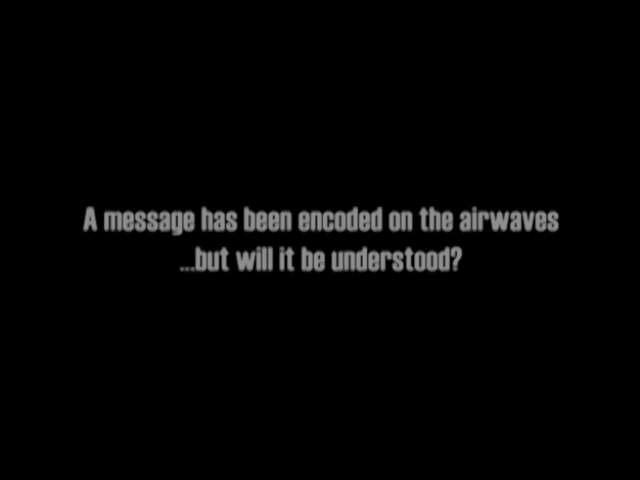 A message has been encoded on the airwaves
...but will it be understood?